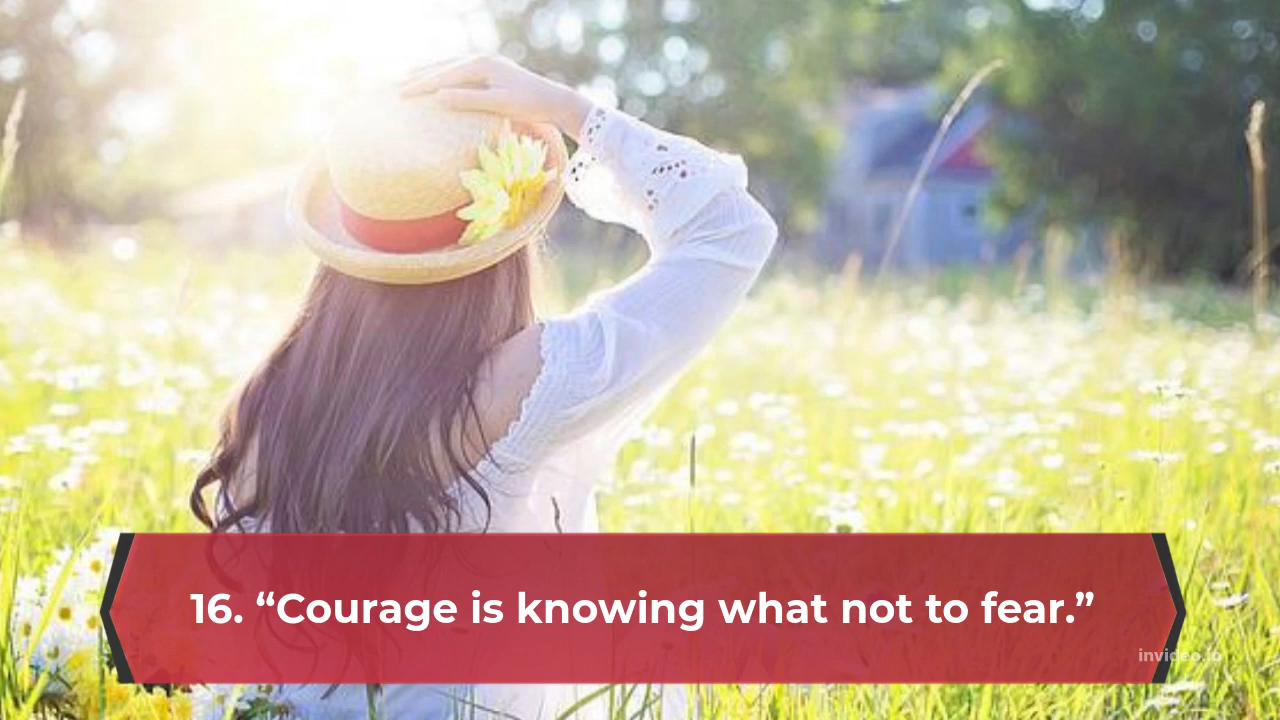 16. “Courage is knowing what not to fear.”
invideo.io